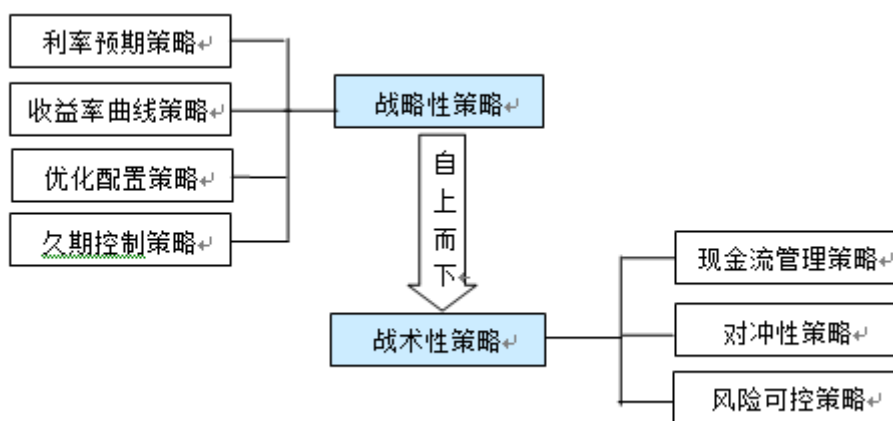 利率预期策略
收益率曲线策略
优化配置策略
久期控制策略
战略性策略
自
上
而
下
战术性策略
现金流管理策略
对冲性策略
风险可控策略